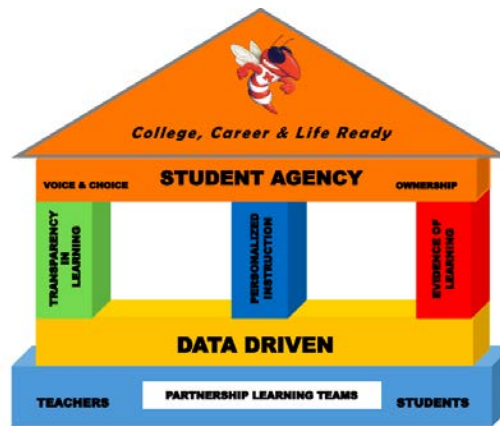 College, Career & Life Ready
VOICE & CHOICE
STUDENT AGENCY
OWNERSHIP
TRANSPARENCY
IN
LEARNING
PERSONALIZED
INSTRUCTION
EVIDENCE OF
LEARNING
DATA DRIVEN
TEACHERS
PARTNERSHIP LEARNING TEAMS
STUDENTS